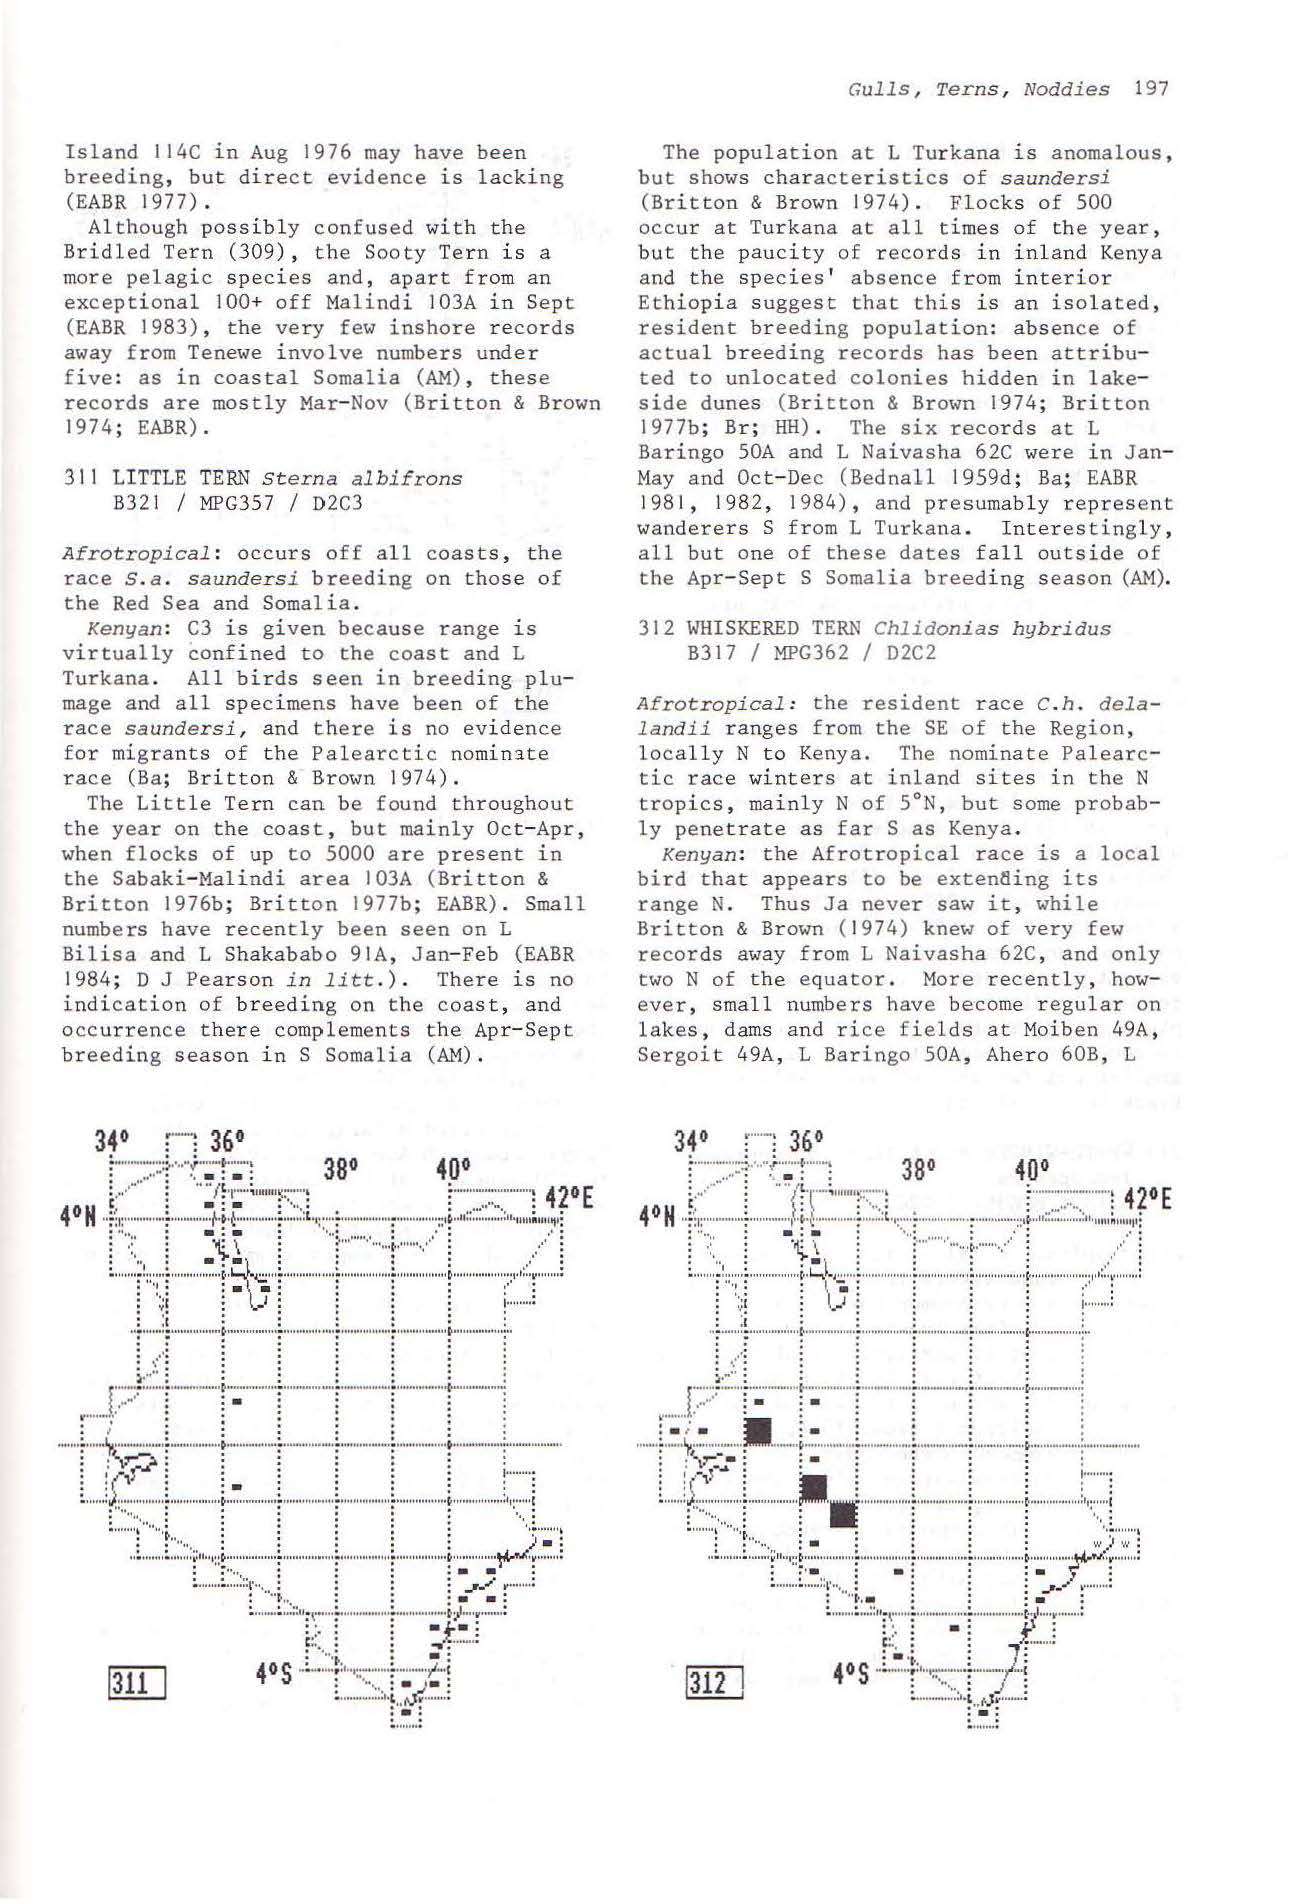 Gulls, Terns, Noddies 197
Island 114C in Aug 1976 may have been
breeding, but direct evidence is lacking
(EABR 1977).
Although possibly confused with the
Bridled Tern (309), the Sooty Tern is a
more pelagic species and, apart from an
exceptional 100+ off Malindi 103A in Sept
(EABR 1983), the very few inshore records
away from Tenewe involve numbers under
five: as in coastal Somalia (AM), these
records are mostly Mar-Nov (Britton & Brown
1974; EABR).
311 LITTLE TERN Sterna albifrons
B321 / MPG357 / D2C3
Afrotropical: occurs off all coasts, the
race S.a. saundersi breeding on those of
the Red Sea and Somalia.
Kenyan: C3 is given because range is
virtually confined to the coast and L
Turkana. All birds seen in breeding plu-
mage and all specimens have been of the
race saundersi, and there is no evidence
for migrants of the Palearctic nominate
race (Ba; Britton & Brown 1974).
The Little Tern can be found throughout
the year on the coast, but mainly Oct-Apr,
when flocks of up to 5000 are present in
the Sabaki-Malindi area 103A (Britton &
Britton 1976b; Britton 1977b; EABR). Small
numbers have recently been seen on L
Bilisa and L Shakababo 91A, Jan-Feb (EABR
1984; D J Pearson in litt.). There is no
indication of breeding on the coast, and
occurrence there complements the Apr-Sept
breeding season in S Somalia (AM).
The population at L Turkana is anomalous,
but shows characteristics of saundersi
(Britton & Brown 1974). Flocks of 500
occur at Turkana at all times of the year,
but the paucity of records in inland Kenya
and the species' absence from interior
Ethiopia suggest that this is an isolated,
resident breeding population: absence of
actual breeding records has been attribu-
ted to unlocated colonies hidden in lake-
side dunes (Britton & Brown 1974; Britton
1977b; Br; HH). The six records at L
Baringo 50A and L Naivasha 62C were in Jan-
May and Oct-Dec (Bednall 1959d; Ba; EABR
1981, 1982, 1984), and presumably represent
wanderers S from L Turkana. Interestingly,
all but one of these dates fall outside of
the Apr-Sept S Somalia breeding season (AM).
312 WHISKERED TERN Chlidonias hybridus
B317 / MPG362 / D2C2
Afrotropical: the resident race C.h. dela-
landii ranges from the SE of the Region,
locally N to Kenya. The nominate Palearc-
tic race winters at inland sites in the N
tropics, mainly N of 5°N, but some probab-
ly penetrate as far S as Kenya.
Kenyan: the Afrotropical race is a local
bird that appears to be extending its
range N. Thus Ja never saw it, while
Britton & Brown (1974) knew of very few
records away from L Naivasha 62C, and only
two N of the equator. More recently, how-
ever, small numbers have become regular on
lakes, dams and rice fields at Moiben 49A,
Sergoit 49A, L Baringo 50A, Ahero 60B, L
34° 36°
38° 40°
4°N 42°E
4°S
311
34° 36°
38° 40°
4°N 42°E
w w
4°S
312